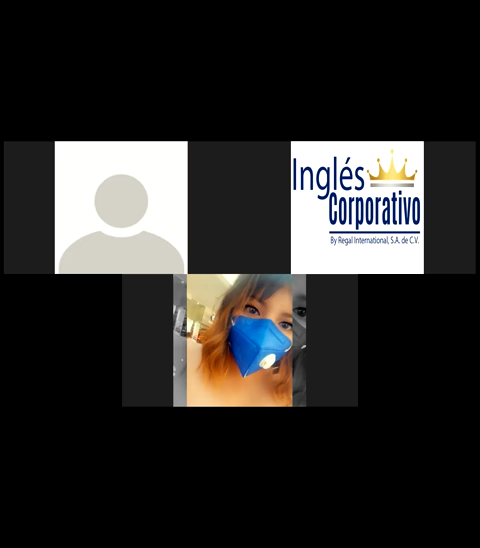 Inglés
Corporativo
By Regal International, S.A. de C.V.